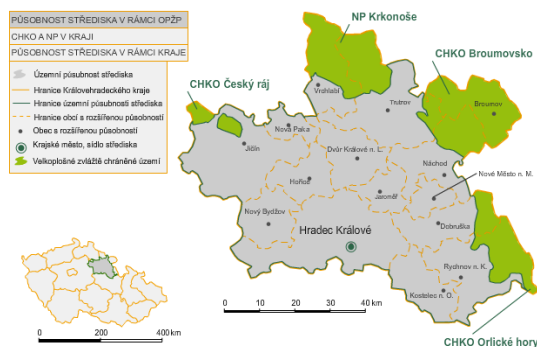 PŮSOBNOST STŘEDISKA V RÁMCI OPŽP
CHKO A NP V KRAJI
PŮSOBNOST STŘEDISKA V RÁMCI KRAJE
Územní působnost střediska
Hranice Královehradeckého kraje
Hranice územní působnosti střediska
Hranice obcí s rozšířenou působností
Obec s rozšířenou působností
Krajské město, sídlo střediska
Velkoplošné zvláště chráněné území
NP Krkonoše
CHKO Broumovsko
CHKO Český ráj
Vrchlabí
Trutnov
Broumov
Nová Paka
Jičín
Dvůr Králové n. L.
Náchod
Hořice
Nové Město n. M.
Jaroměř
Nový Bydžov
Dobruška
Hradec Králové
Rychnov n. K.
Kostelec n. O.
CHKO Orlické hory
0 10 20 30 40 km
0 200 400 km